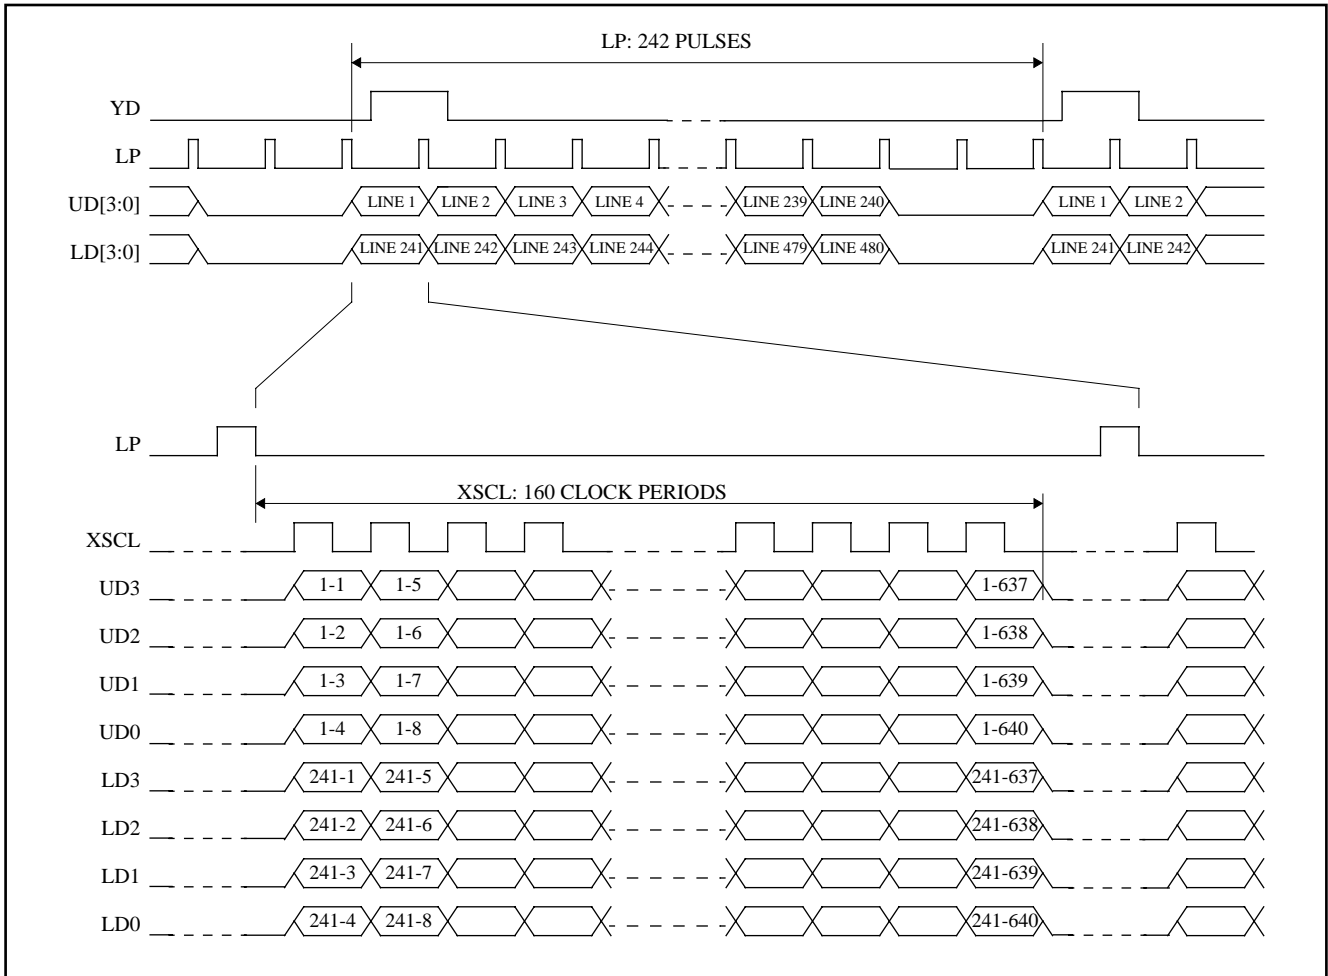 LP: 242 PULSES
YD
LP
UD[3:0] LINE 1 LINE 2 LINE 3 LINE 4 LINE 239 LINE 240 LINE 1 LINE 2
LD[3:0] LINE 241 LINE 242 LINE 243 LINE 244 LINE 479 LINE 480 LINE 241 LINE 242
LP
XSCL: 160 CLOCK PERIODS
XSCL
UD3 1-1 1-5 1-637
UD2 1-2 1-6 1-638
UD1 1-3 1-7 1-639
UD0 1-4 1-8 1-640
LD3 241-1 241-5 241-637
LD2 241-2 241-6 241-638
LD1 241-3 241-7 241-639
LD0 241-4 241-8 241-640